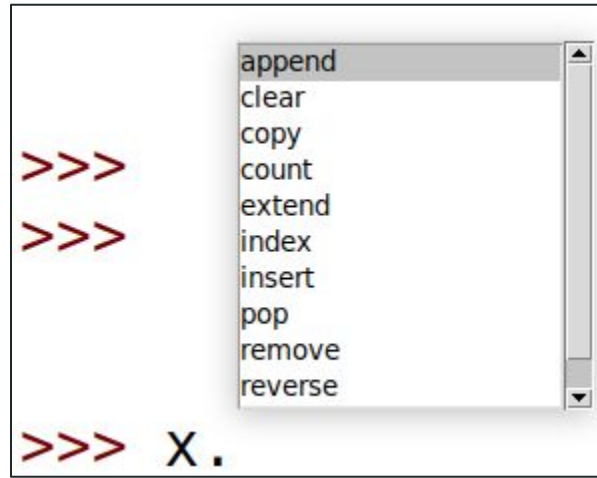 append
clear
copy
>>>
count
extend
>>>
index
insert
pop
remove
reverse
>>> x.